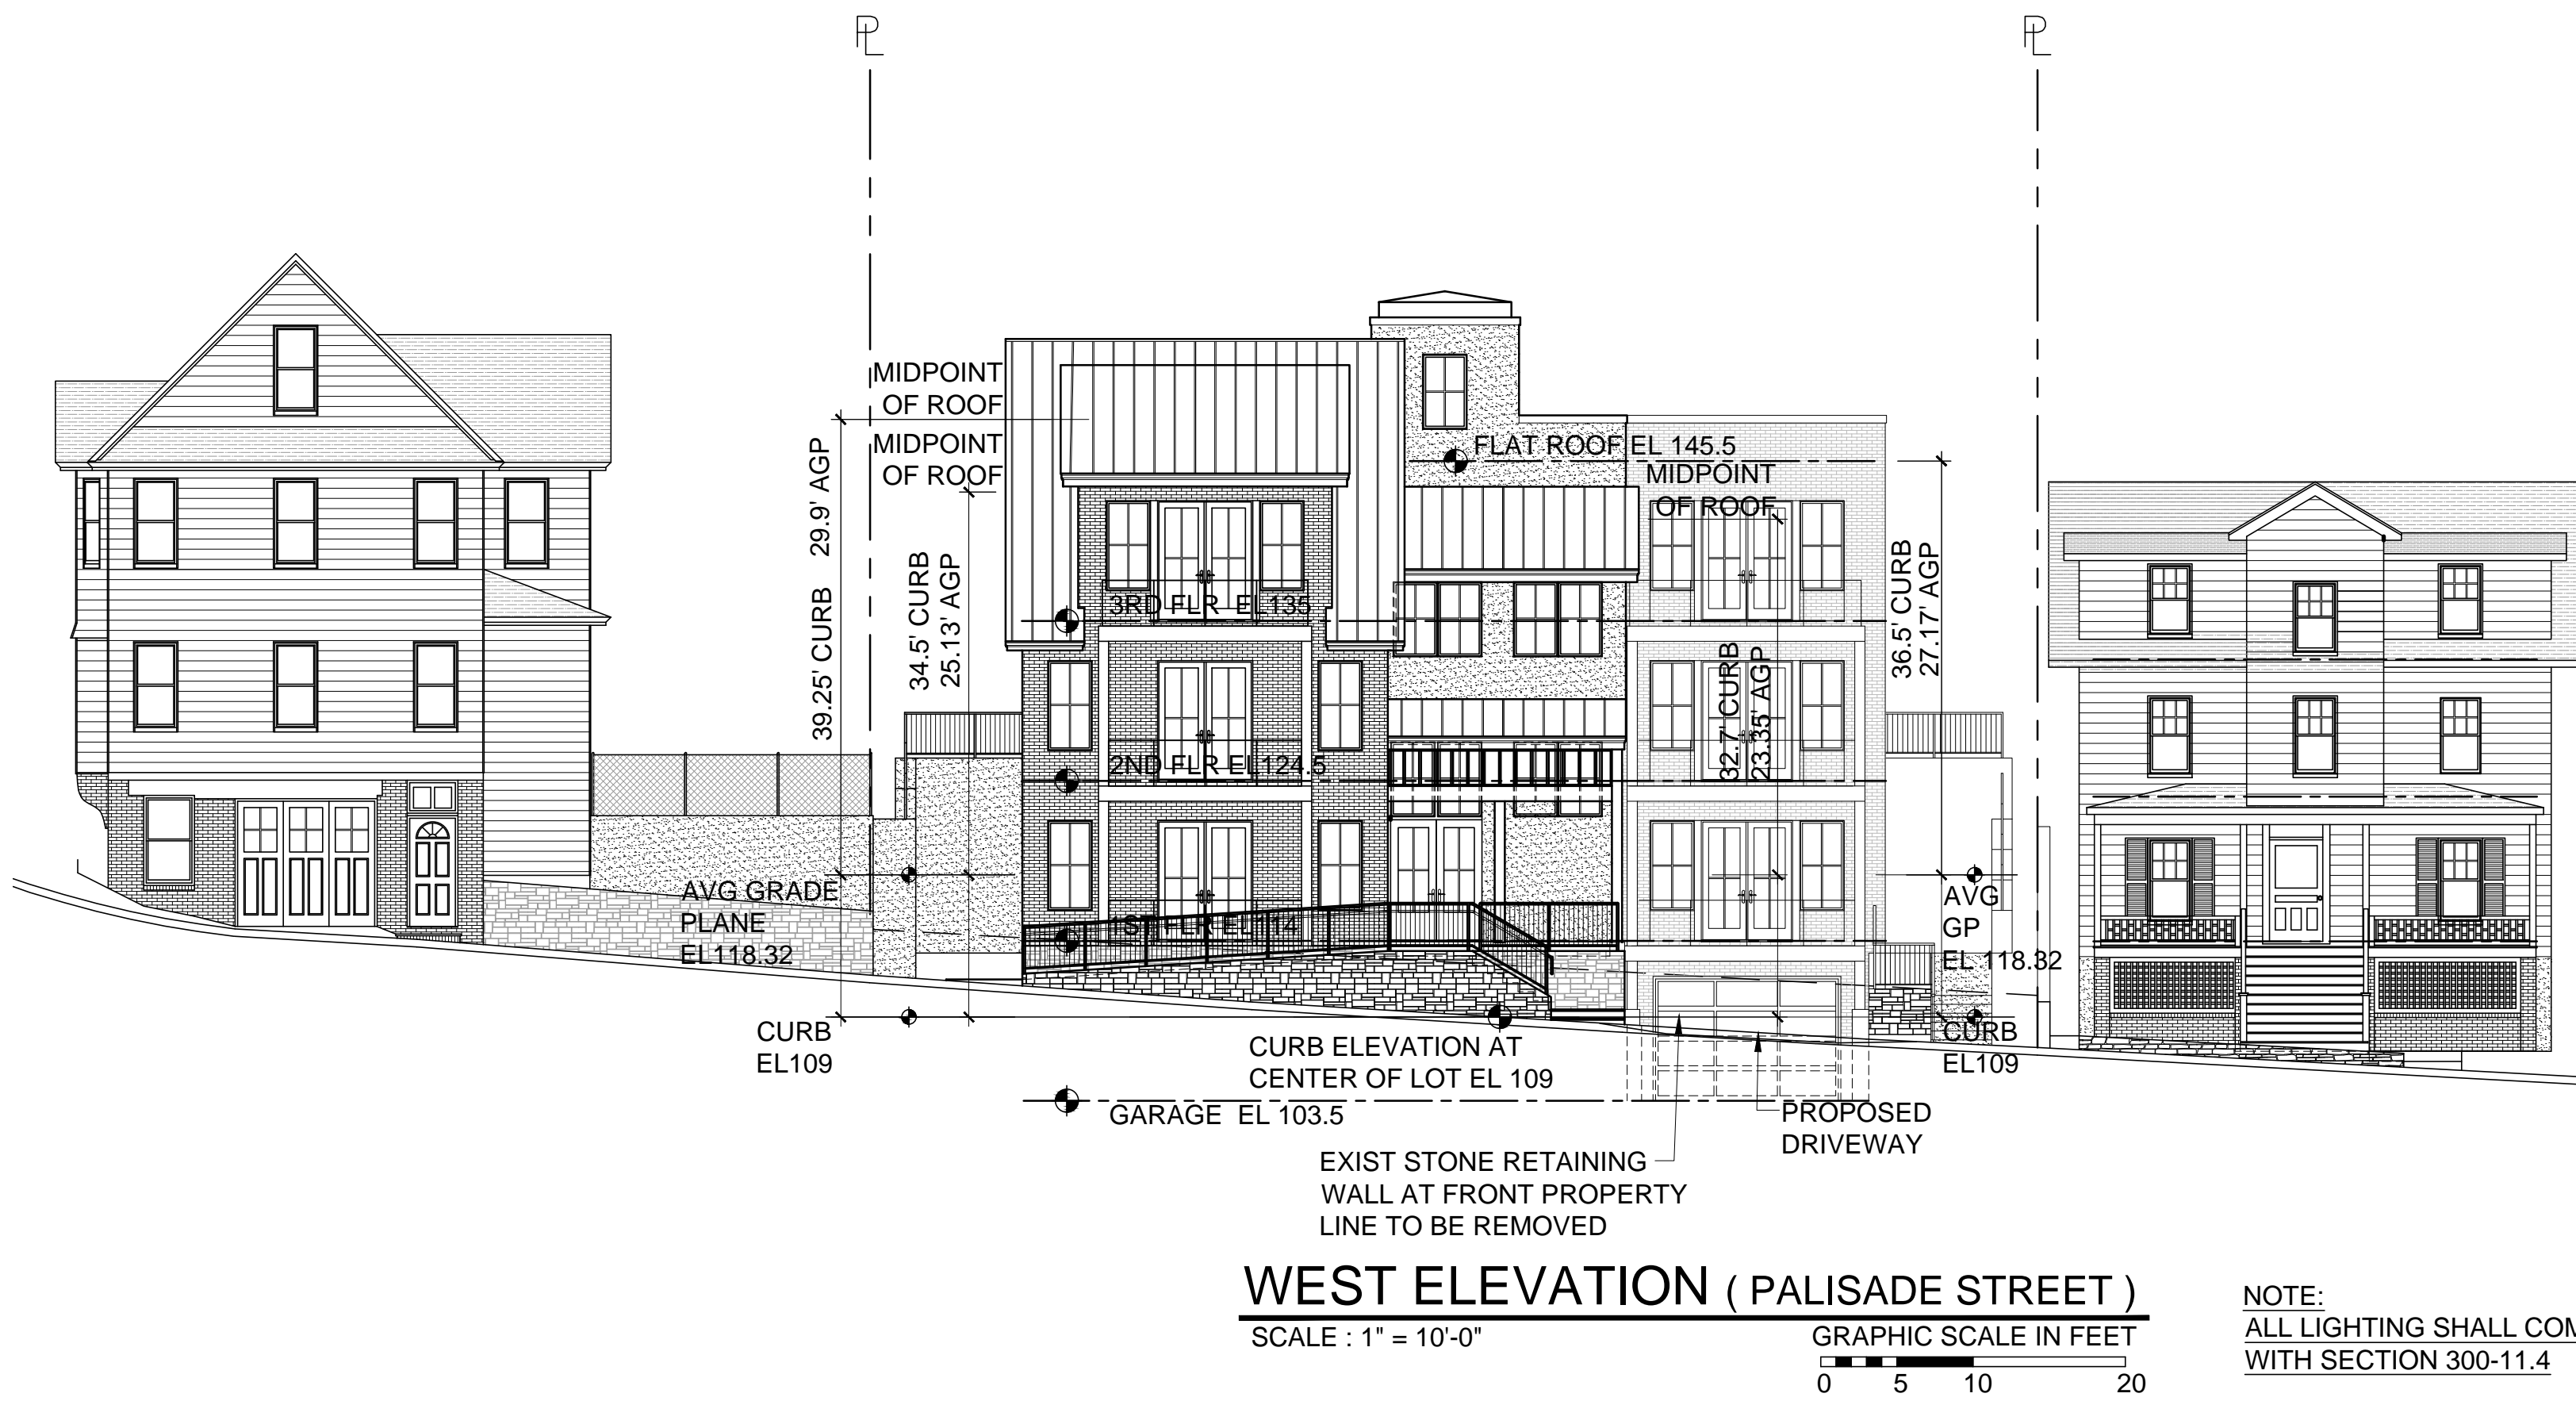 PL
PL
MIDPOINT
OF ROOF
MIDPOINT
OF ROOF
39.25' CURB 29.9' AGP
34.5' CURB
25.13' AGP
FLAT ROOF EL 145.5
MIDPOINT
OF ROOF
32.7' CURB
23.35' AGP
36.5' CURB
27.17' AGP
3RD FLR EL135
2ND FLR EL124.5
1ST FLR EL114
AVG GRADE
PLANE
EL118.32
AVG
GP
EL 118.32
CURB
EL109
CURB ELEVATION AT
CENTER OF LOT EL 109
CURB
EL109
GARAGE EL 103.5
PROPOSED
DRIVEWAY
EXIST STONE RETAINING
WALL AT FRONT PROPERTY
LINE TO BE REMOVED
WEST ELEVATION ( PALISADE STREET )
SCALE : 1" = 10'-0"
GRAPHIC SCALE IN FEET
0 5 10 20
NOTE:
ALL LIGHTING SHALL COM
WITH SECTION 300-11.4